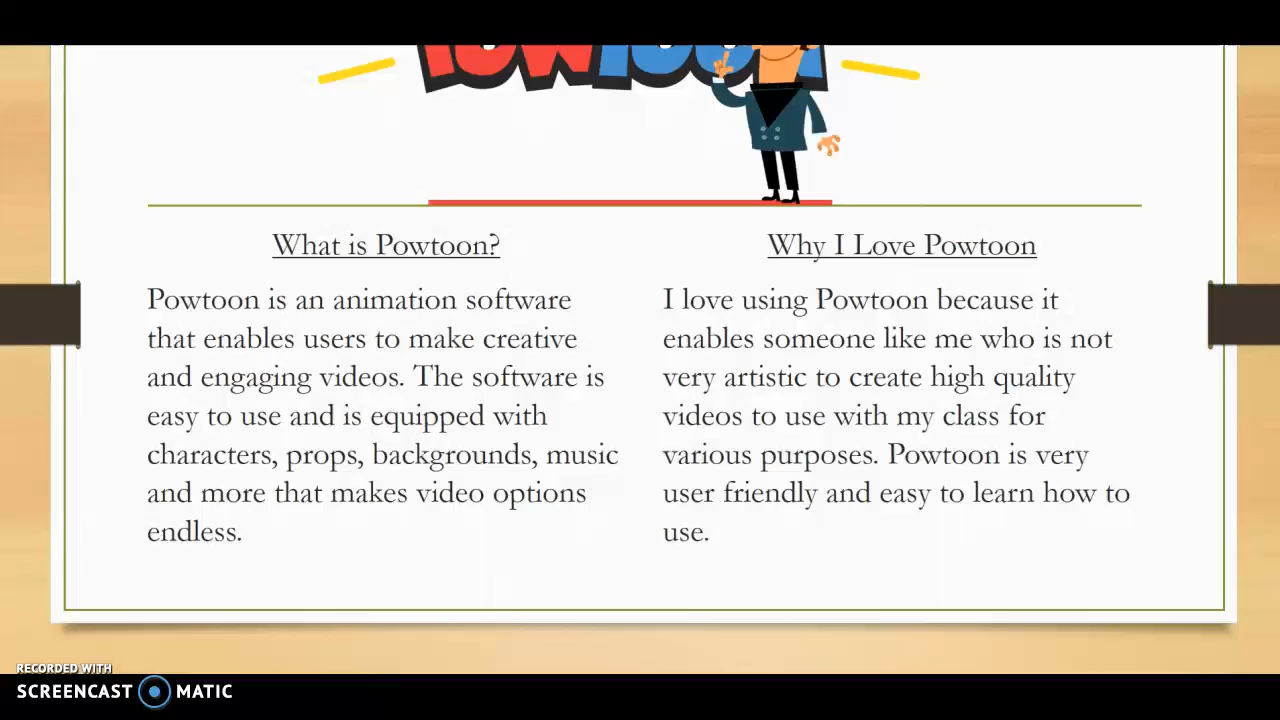 POWTOON
What is Powtoon?
Powtoon is an animation software
that enables users to make creative
and engaging videos. The software is
easy to use and is equipped with
characters, props, backgrounds, music
and more that makes video options
endless.
Why I Love Powtoon
I love using Powtoon because it
enables someone like me who is not
very artistic to create high quality
videos to use with my class for
various purposes. Powtoon is very
user friendly and easy to learn how to
use.
RECORDED WITH
SCREENCAST MATIC